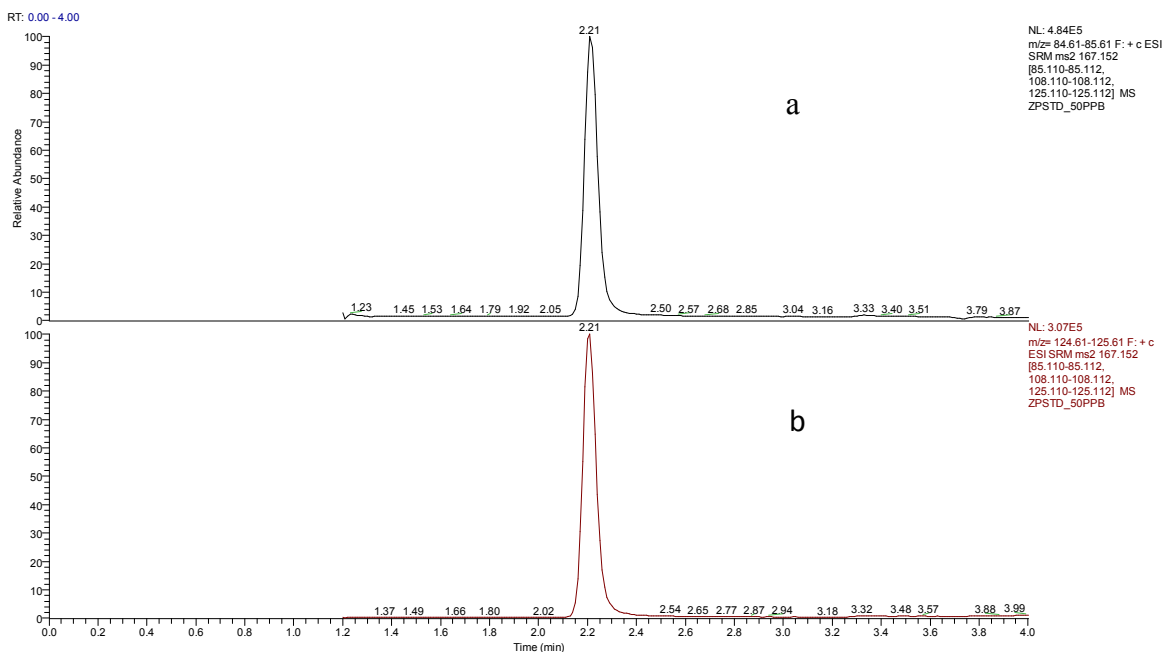 RT: 0.00 - 4.00
2.21
NL: 4.84E5
m/z= 84.61-85.61 F: + c ESI
SRM ms2 167.152
[85.110-85.112,
108.110-108.112,
125.110-125.112] MS
ZPSTD_50PPB
a
Relative Abundance
100
90
80
70
60
50
40
30
20
10
0
1.23 1.45 1.53 1.64 1.79 1.92 2.05 2.50 2.57 2.68 2.85 3.04 3.16 3.33 3.40 3.51 3.79 3.87
2.21
NL: 3.07E5
m/z= 124.61-125.61 F: + c
ESI SRM ms2 167.152
[85.110-85.112,
108.110-108.112,
125.110-125.112] MS
ZPSTD_50PPB
b
100
90
80
70
60
50
40
30
20
10
0
1.37 1.49 1.66 1.80 2.02 2.54 2.65 2.77 2.87 2.94 3.18 3.32 3.48 3.57 3.88 3.99
0.0 0.2 0.4 0.6 0.8 1.0 1.2 1.4 1.6 1.8 2.0 2.2 2.4 2.6 2.8 3.0 3.2 3.4 3.6 3.8 4.0
Time (min)